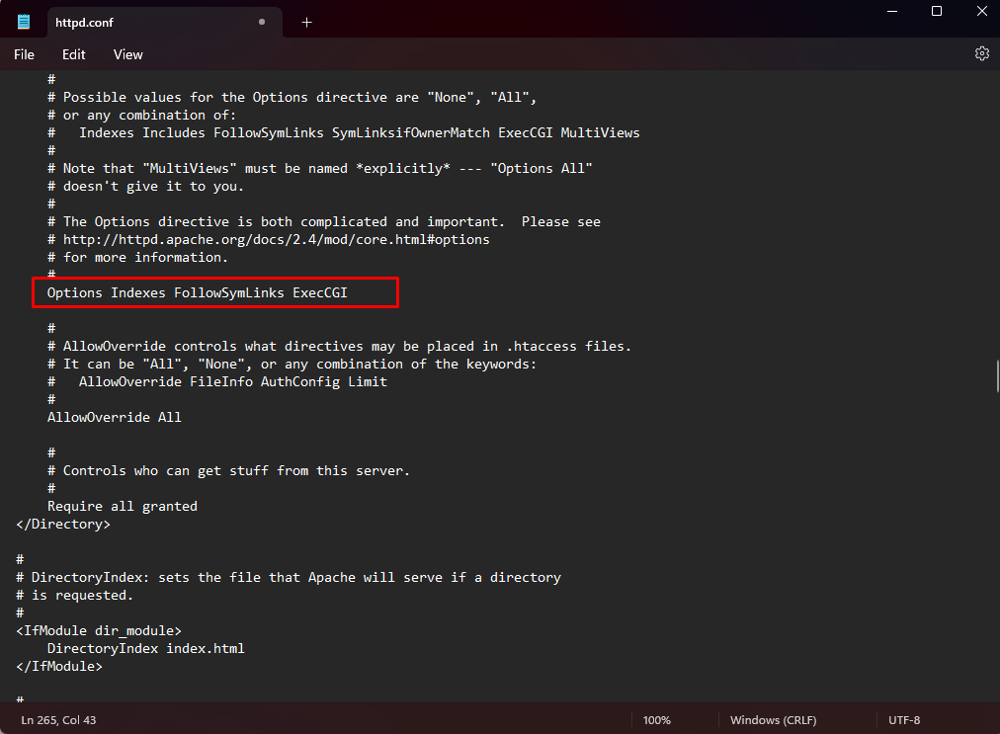 httpd.conf
File Edit View
#
# Possible values for the Options directive are "None", "All",
# or any combination of:
#   Indexes Includes FollowSymLinks SymLinksifOwnerMatch ExecCGI MultiViews
#
# Note that "MultiViews" must be named *explicitly* --- "Options All"
# doesn't give it to you.
#
# The Options directive is both complicated and important.  Please see
# http://httpd.apache.org/docs/2.4/mod/core.html#options
# for more information.
#
Options Indexes FollowSymLinks ExecCGI
#
# AllowOverride controls what directives may be placed in .htaccess files.
# It can be "All", "None", or any combination of the keywords:
#   AllowOverride FileInfo AuthConfig Limit
#
AllowOverride All
#
# Controls who can get stuff from this server.
#
Require all granted
</Directory>
#
# DirectoryIndex: sets the file that Apache will serve if a directory
# is requested.
#
<IfModule dir_module>
    DirectoryIndex index.html
</IfModule>
#
Ln 265, Col 43 100% Windows (CRLF) UTF-8